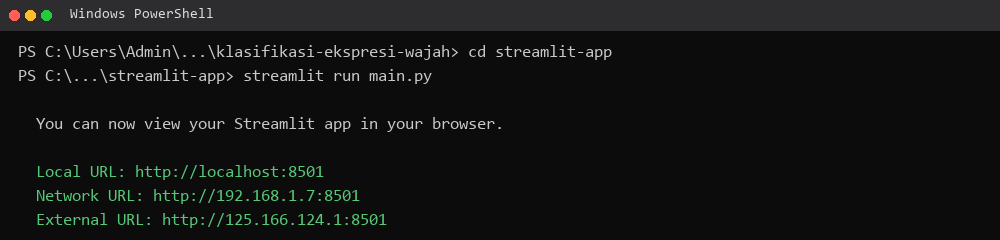 Windows PowerShell
PS C:\Users\Admin\...\klasifikasi-ekspresi-wajah> cd streamlit-app
PS C:\...\streamlit-app> streamlit run main.py
You can now view your Streamlit app in your browser.
Local URL: http://localhost:8501
Network URL: http://192.168.1.7:8501
External URL: http://125.166.124.1:8501